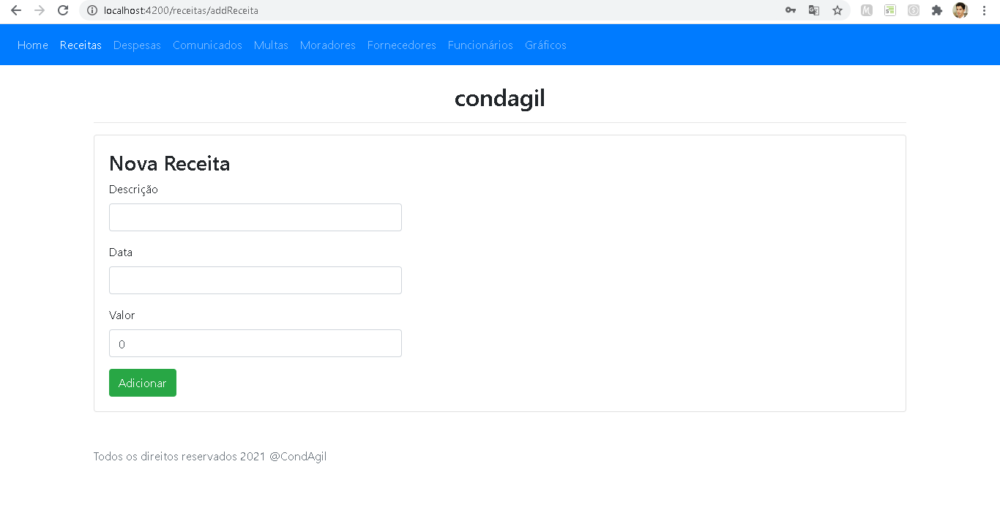 localhost:4200/receitas/addReceita
Home Receitas Despesas Comunicados Multas Moradores Fornecedores Funcionários Gráficos
condagil
Nova Receita
Descrição
Data
Valor
0
Adicionar
Todos os direitos reservados 2021 @CondAgil